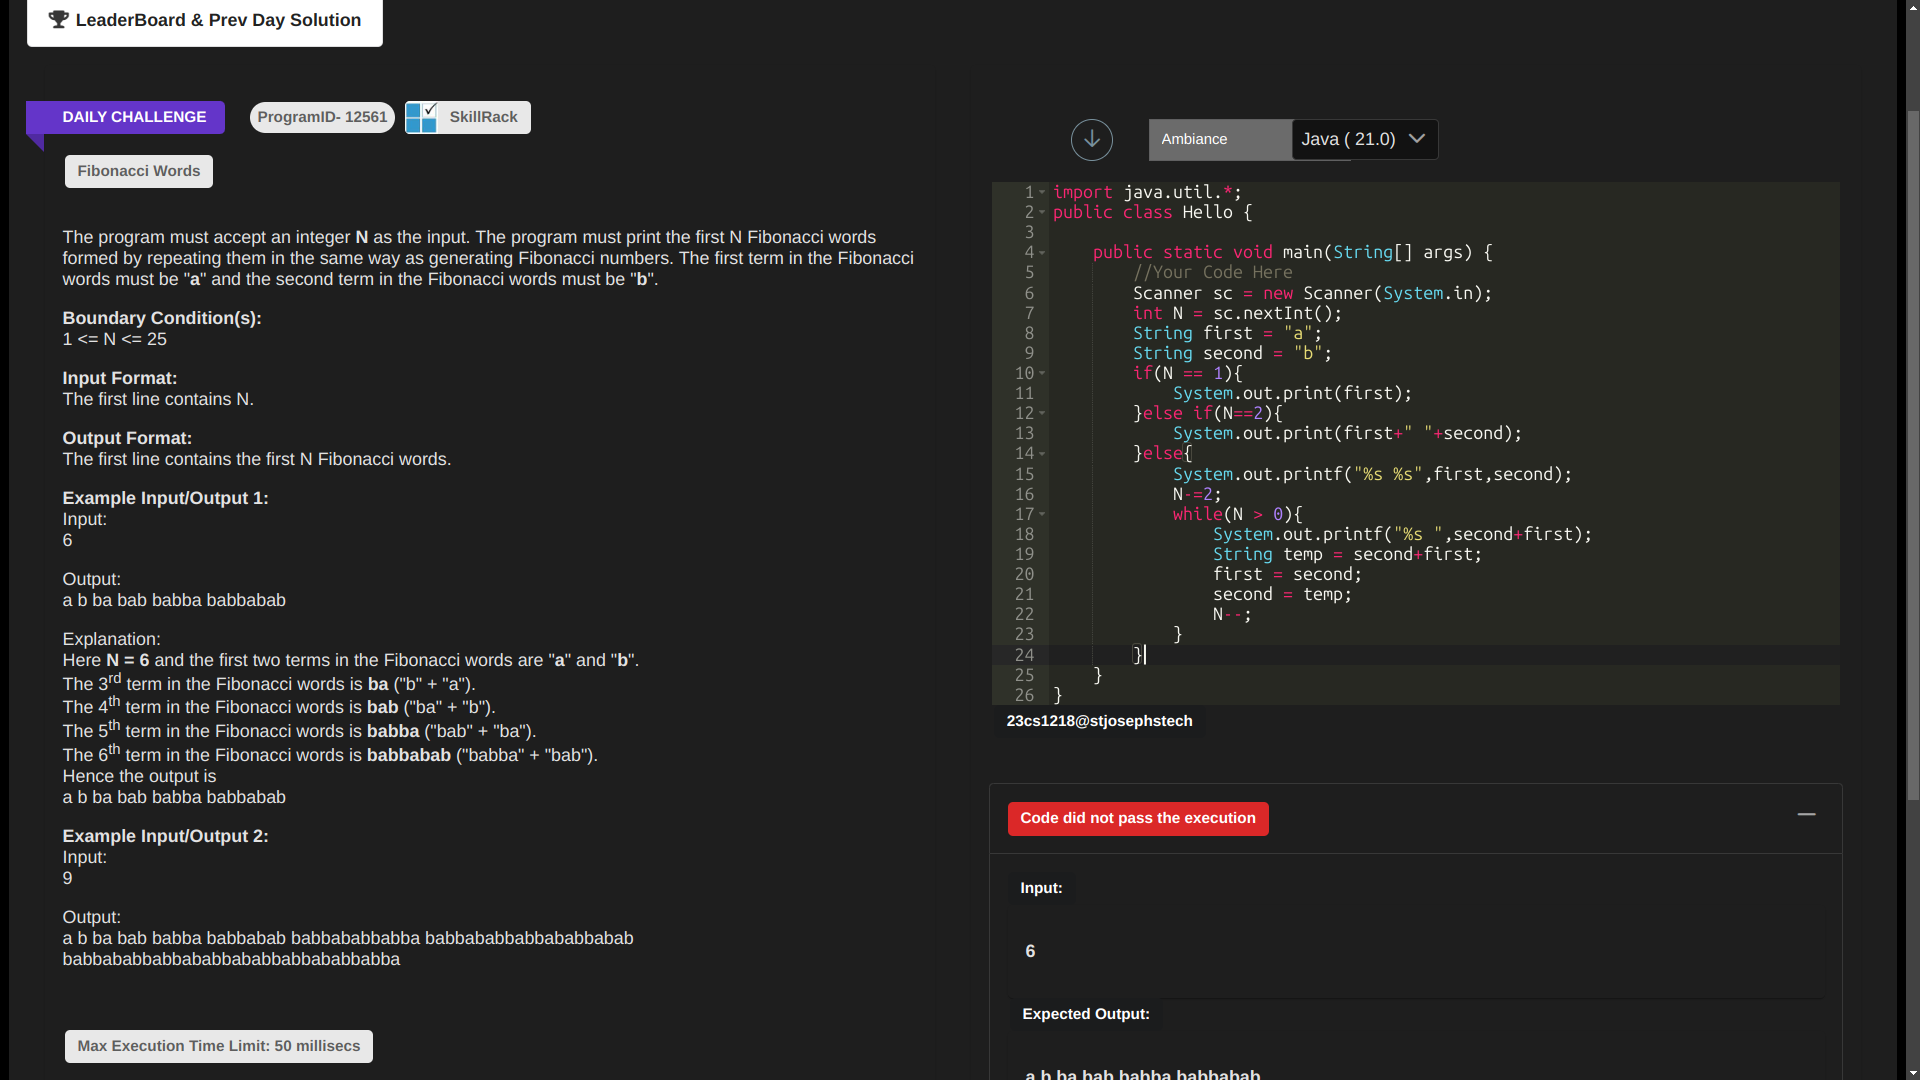 LeaderBoard & Prev Day Solution
DAILY CHALLENGE
ProgramID- 12561
SkillRack
Fibonacci Words
The program must accept an integer N as the input. The program must print the first N Fibonacci words
formed by repeating them in the same way as generating Fibonacci numbers. The first term in the Fibonacci
words must be "a" and the second term in the Fibonacci words must be "b".
Boundary Condition(s):
1 <= N <= 25
Input Format:
The first line contains N.
Output Format:
The first line contains the first N Fibonacci words.
Example Input/Output 1:
Input:
6
Output:
a b ba bab babba babbabab
Explanation:
Here N = 6 and the first two terms in the Fibonacci words are "a" and "b".
The 3rd term in the Fibonacci words is ba ("b" + "a").
The 4th term in the Fibonacci words is bab ("ba" + "b").
The 5th term in the Fibonacci words is babba ("bab" + "ba").
The 6th term in the Fibonacci words is babbabab ("babba" + "bab").
Hence the output is
a b ba bab babba babbabab
Example Input/Output 2:
Input:
9
Output:
a b ba bab babba babbabab babbababbabba babbababbabbababbabab
babbababbabbababbababbabbababbabba
Max Execution Time Limit: 50 millisecs
Ambiance
Java ( 21.0)
1 import java.util.*;
2 public class Hello {
3
4     public static void main(String[] args) {
5         //Your Code Here
6         Scanner sc = new Scanner(System.in);
7         int N = sc.nextInt();
8         String first = "a";
9         String second = "b";
10         if(N == 1){
11             System.out.print(first);
12         }else if(N==2){
13             System.out.print(first+" "+second);
14         }else{
15             System.out.printf("%s %s",first,second);
16             N-=2;
17             while(N > 0){
18                 System.out.printf("%s ",second+first);
19                 String temp = second+first;
20                 first = second;
21                 second = temp;
22                 N--;
23             }
24         }
25     }
26 }
23cs1218@stjosephstech
Code did not pass the execution
Input:
6
Expected Output:
a b ba bab babba babbabab